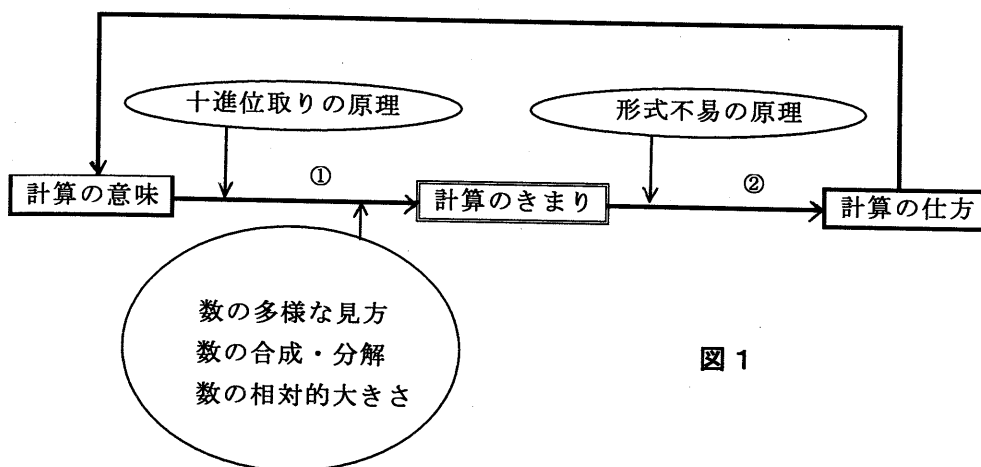 十進位取りの原理
形式不易の原理
計算の意味
①
計算のきまり
②
計算の仕方
数の多様な見方
数の合成・分解
数の相対的大きさ
図1